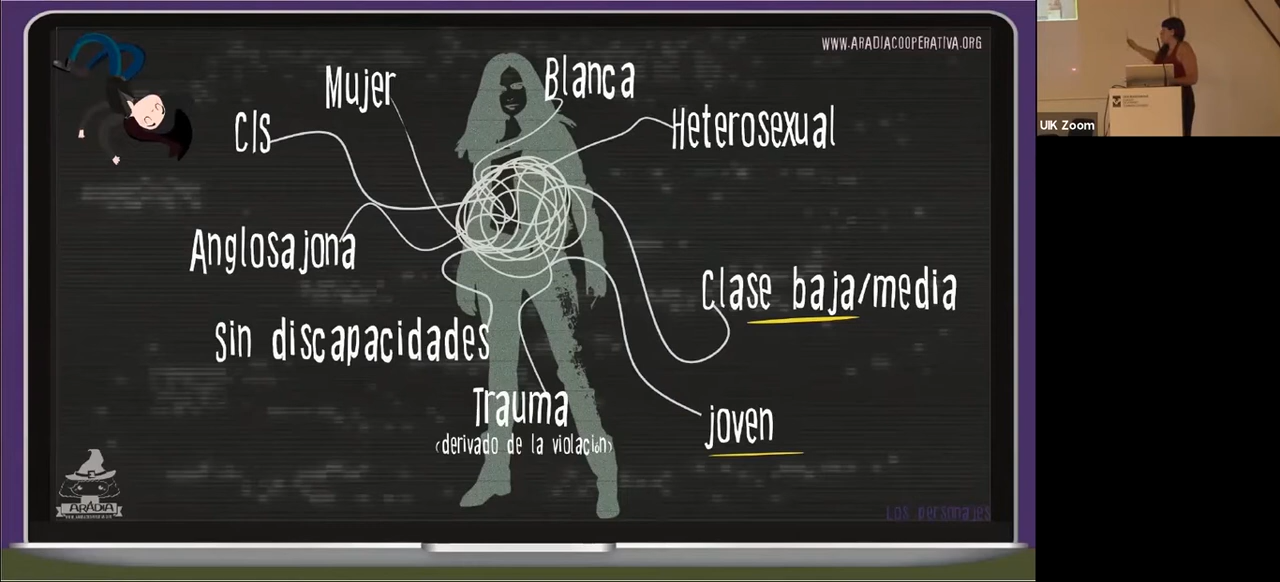 WWW.ARADIACOOPERATIVA.ORG
Mujer
Blanca
CIS
Heterosexual
Anglosajona
Clase baja/media
Sin discapacidades
Trauma
(derivado de la violación)
joven
ARÁDIA
Los personajes
UIK Zoom